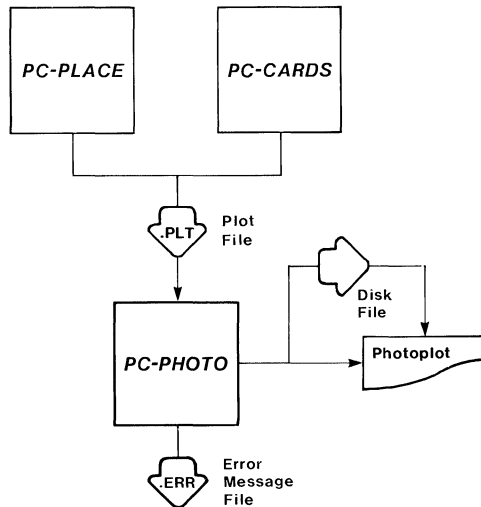 PC-PLACE
PC-CARDS
.PLT
Plot
File
Disk
File
Photoplot
PC-PHOTO
.ERR
Error
Message
File